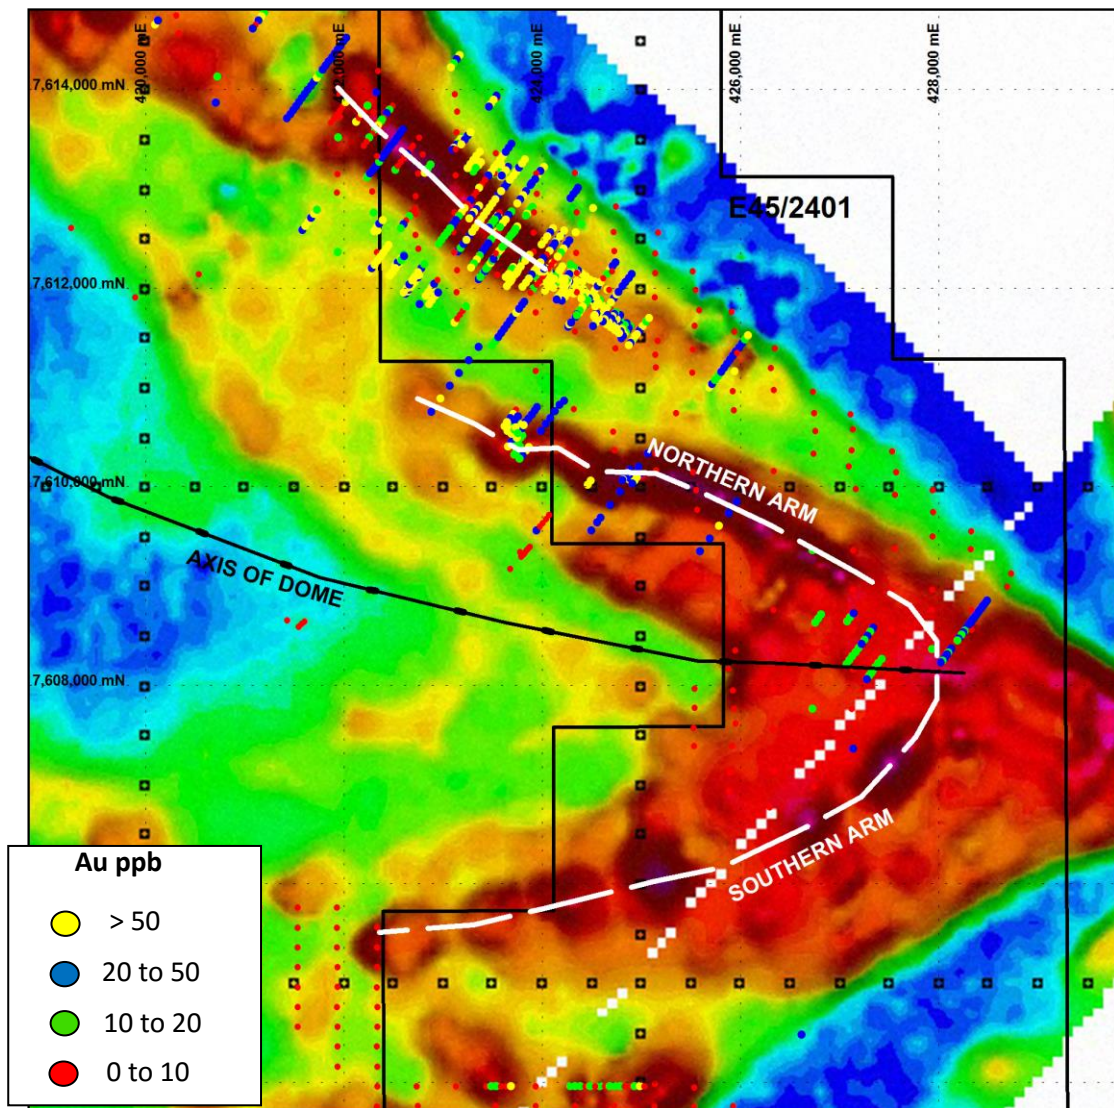 420,000 mE
422,000 mE
424,000 mE
426,000 mE
428,000 mE
7,614,000 mN
E45/2401
7,612,000 mN
NORTHERN ARM
7,610,000 mN
AXIS OF DOME
7,608,000 mN
SOUTHERN ARM
Au ppb
> 50
20 to 50
10 to 20
0 to 10